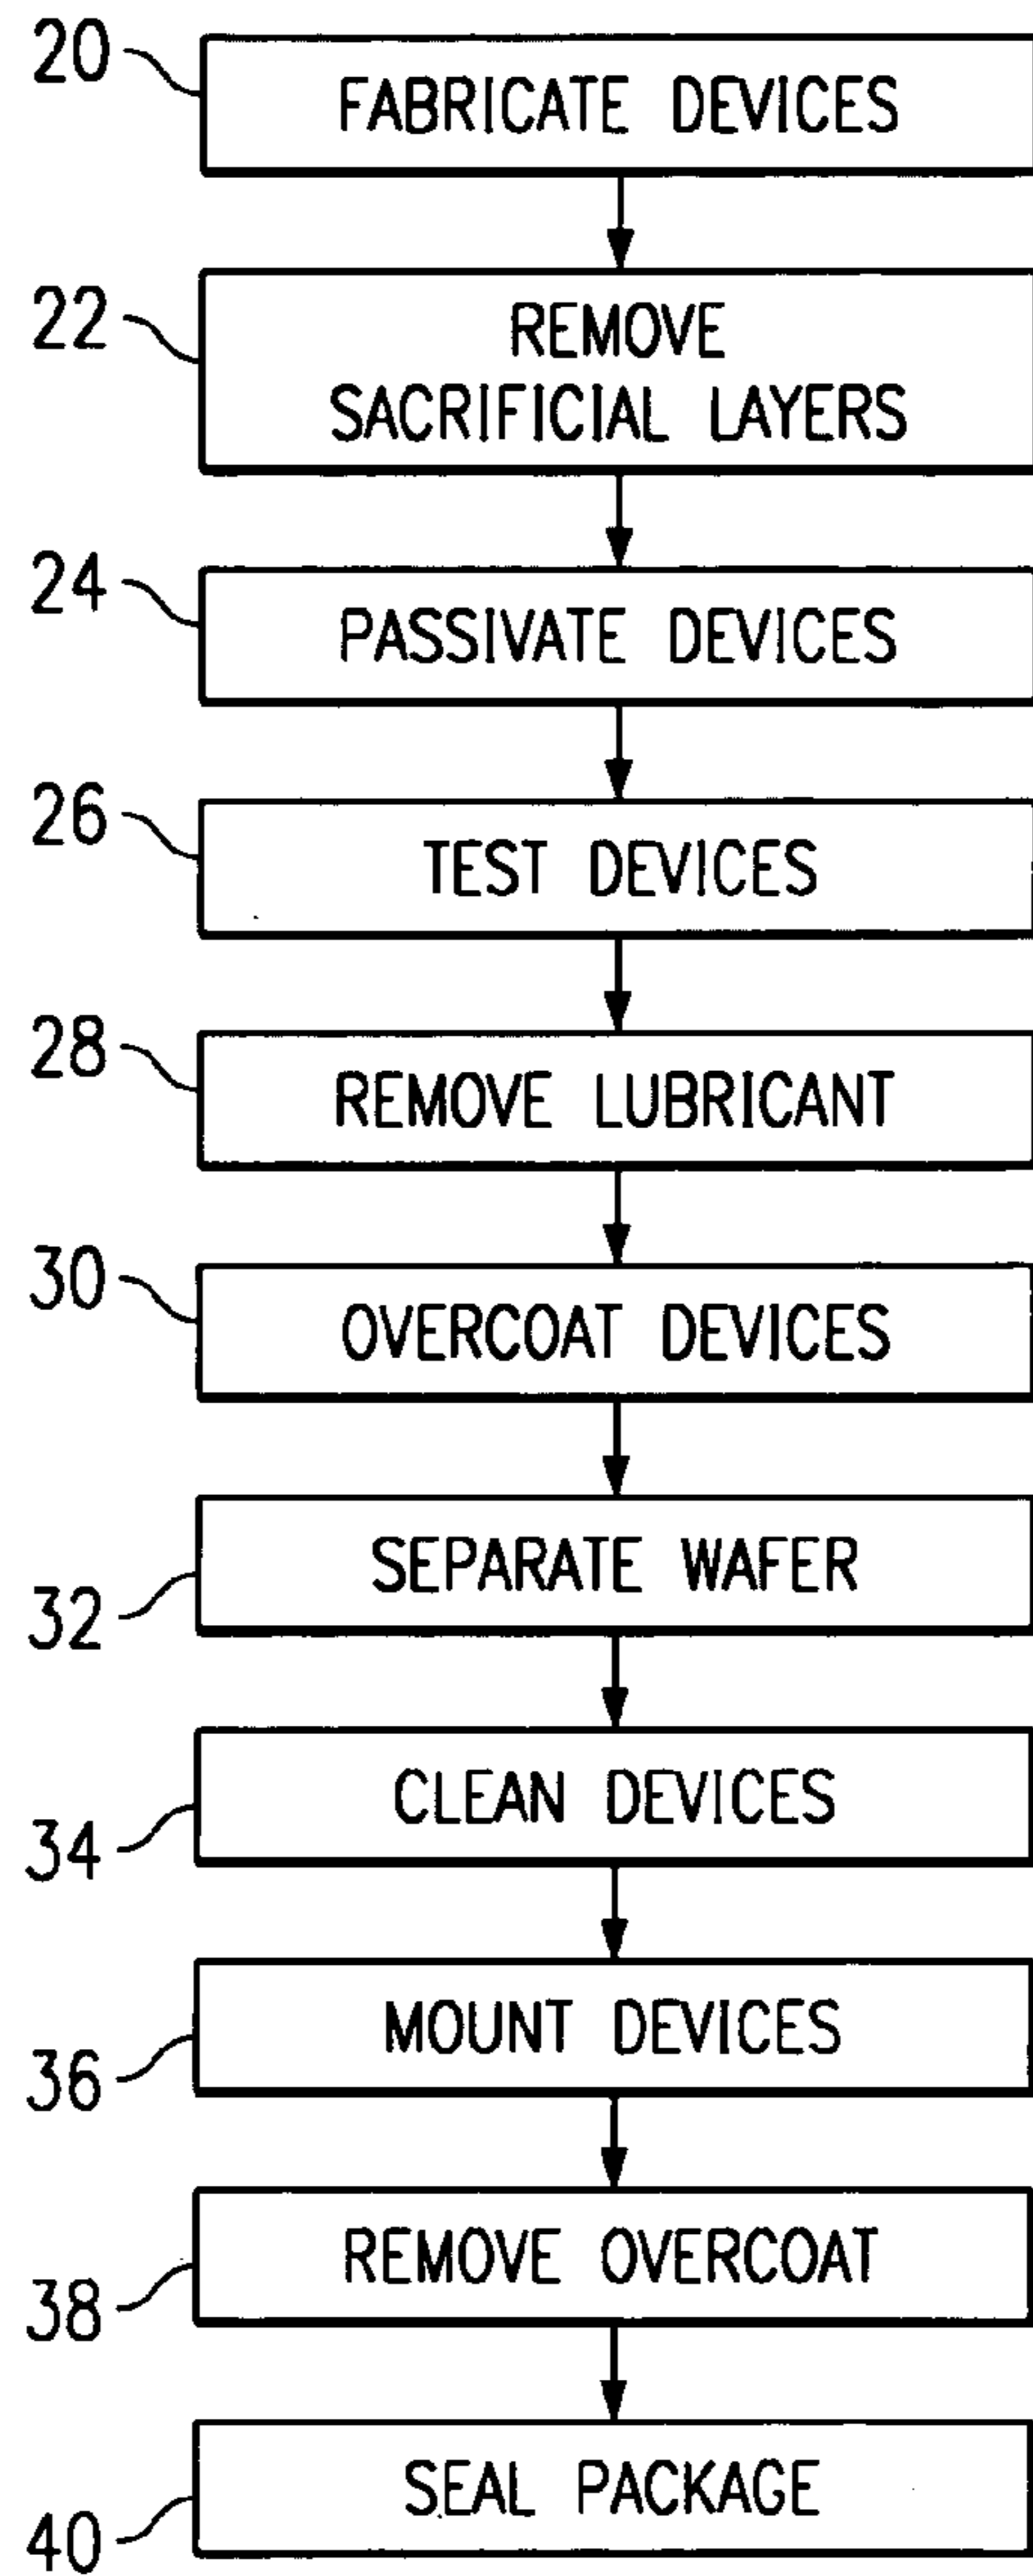 20
FABRICATE DEVICES
22
REMOVE
SACRIFICIAL LAYERS
24
PASSIVATE DEVICES
26
TEST DEVICES
28
REMOVE LUBRICANT
30
OVERCOAT DEVICES
32
SEPARATE WAFER
34
CLEAN DEVICES
36
MOUNT DEVICES
38
REMOVE OVERCOAT
40
SEAL PACKAGE